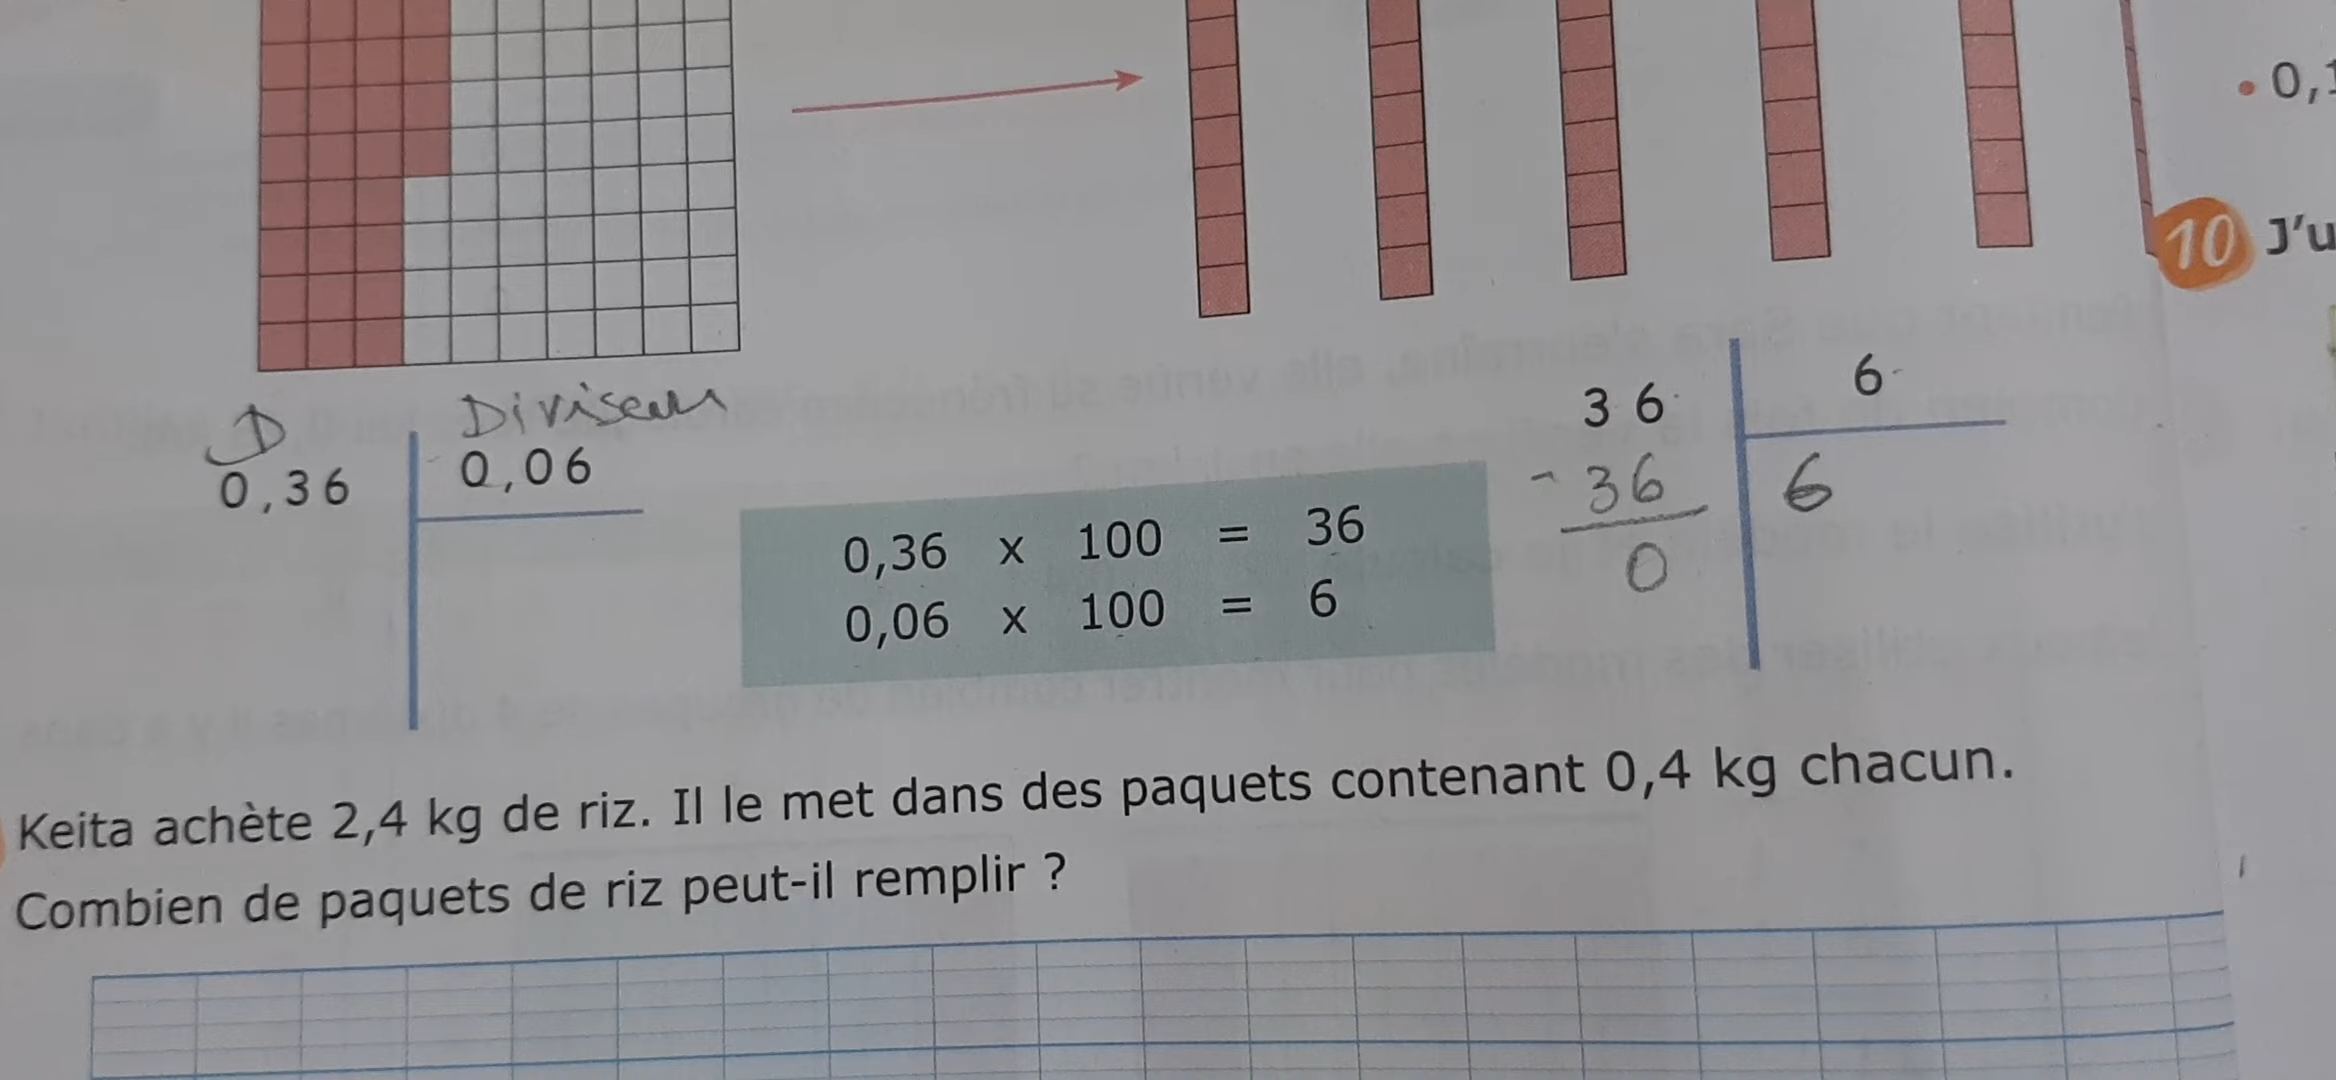 • 0,1
10 J'u
D Diviseur
0,36 0,06
0,36 x 100 = 36
0,06 x 100 = 6
36 6
- 36 6
0
Keita achète 2,4 kg de riz. Il le met dans des paquets contenant 0,4 kg chacun.
Combien de paquets de riz peut-il remplir ?